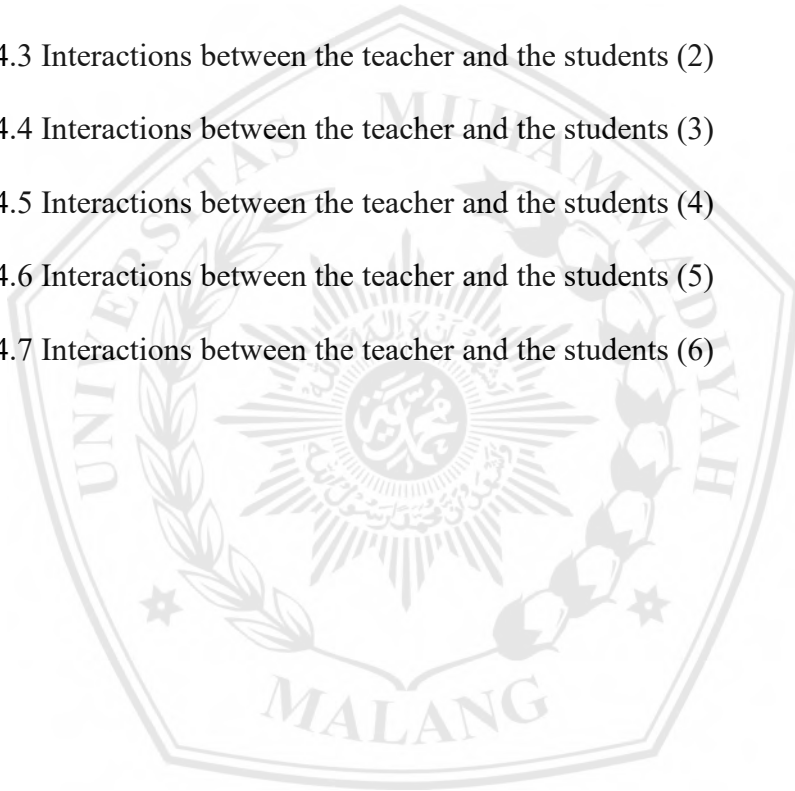 4.3 Interactions between the teacher and the students (2)
4.4 Interactions between the teacher and the students (3)
4.5 Interactions between the teacher and the students (4)
4.6 Interactions between the teacher and the students (5)
4.7 Interactions between the teacher and the students (6)
UNIVERSITAS MUHAMMADIYAH
MALANG